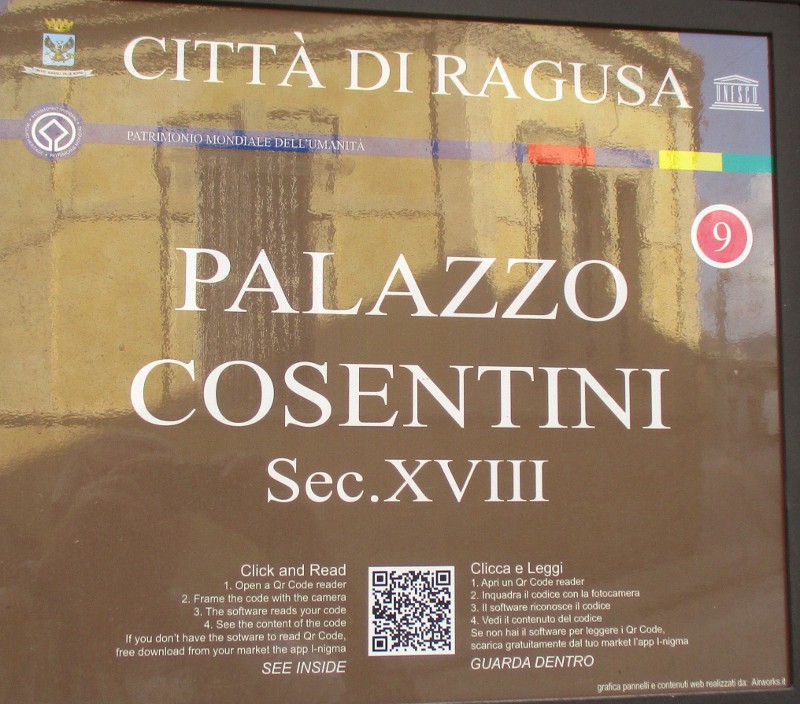 CITTÀ DI RAGUSA
UNESCO
PATRIMONIO MONDIALE DELL'UMANITÀ
9
PALAZZO
COSENTINI
Sec.XVIII
Click and Read
1. Open a Qr Code reader
2. Frame the code with the camera
3. The software reads your code
4. See the content of the code
If you don't have the sotware to read Qr Code,
free download from your market the app I-nigma
SEE INSIDE
Clicca e Leggi
1. Apri un Qr Code reader
2. Inquadra il codice con la fotocamera
3. Il software riconosce il codice
4. Vedi il contenuto del codice
Se non hai il software per leggere i Qr Code,
scarica gratuitamente dal tuo market l'app I-nigma
GUARDA DENTRO
grafica pannelli e contenuti web realizzati da: Airworks.it